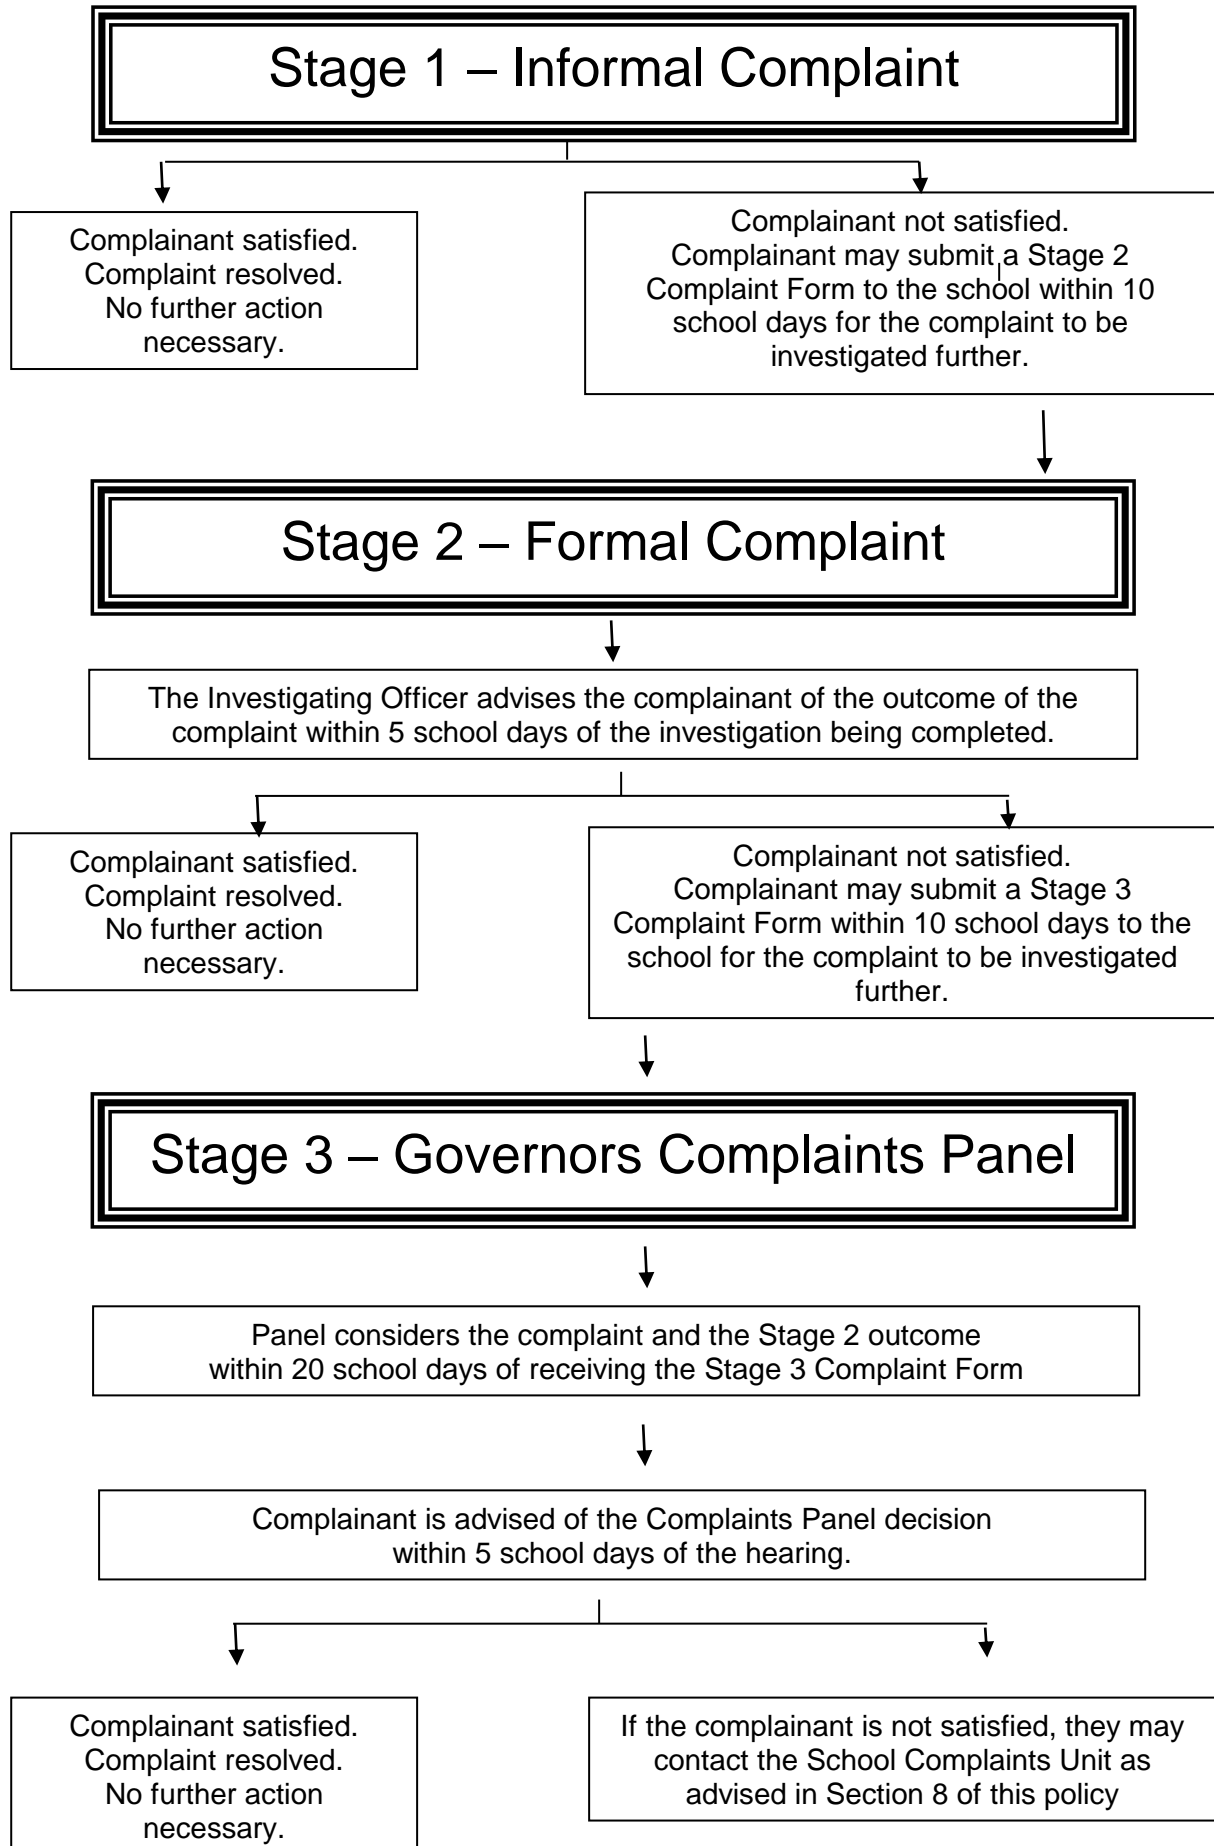 Stage 1 – Informal Complaint
Complainant satisfied.
Complaint resolved.
No further action
necessary.
Complainant not satisfied.
Complainant may submit a Stage 2
Complaint Form to the school within 10
school days for the complaint to be
investigated further.
Stage 2 – Formal Complaint
The Investigating Officer advises the complainant of the outcome of the
complaint within 5 school days of the investigation being completed.
Complainant satisfied.
Complaint resolved.
No further action
necessary.
Complainant not satisfied.
Complainant may submit a Stage 3
Complaint Form within 10 school days to the
school for the complaint to be investigated
further.
Stage 3 – Governors Complaints Panel
Panel considers the complaint and the Stage 2 outcome
within 20 school days of receiving the Stage 3 Complaint Form
Complainant is advised of the Complaints Panel decision
within 5 school days of the hearing.
Complainant satisfied.
Complaint resolved.
No further action
necessary.
If the complainant is not satisfied, they may
contact the School Complaints Unit as
advised in Section 8 of this policy